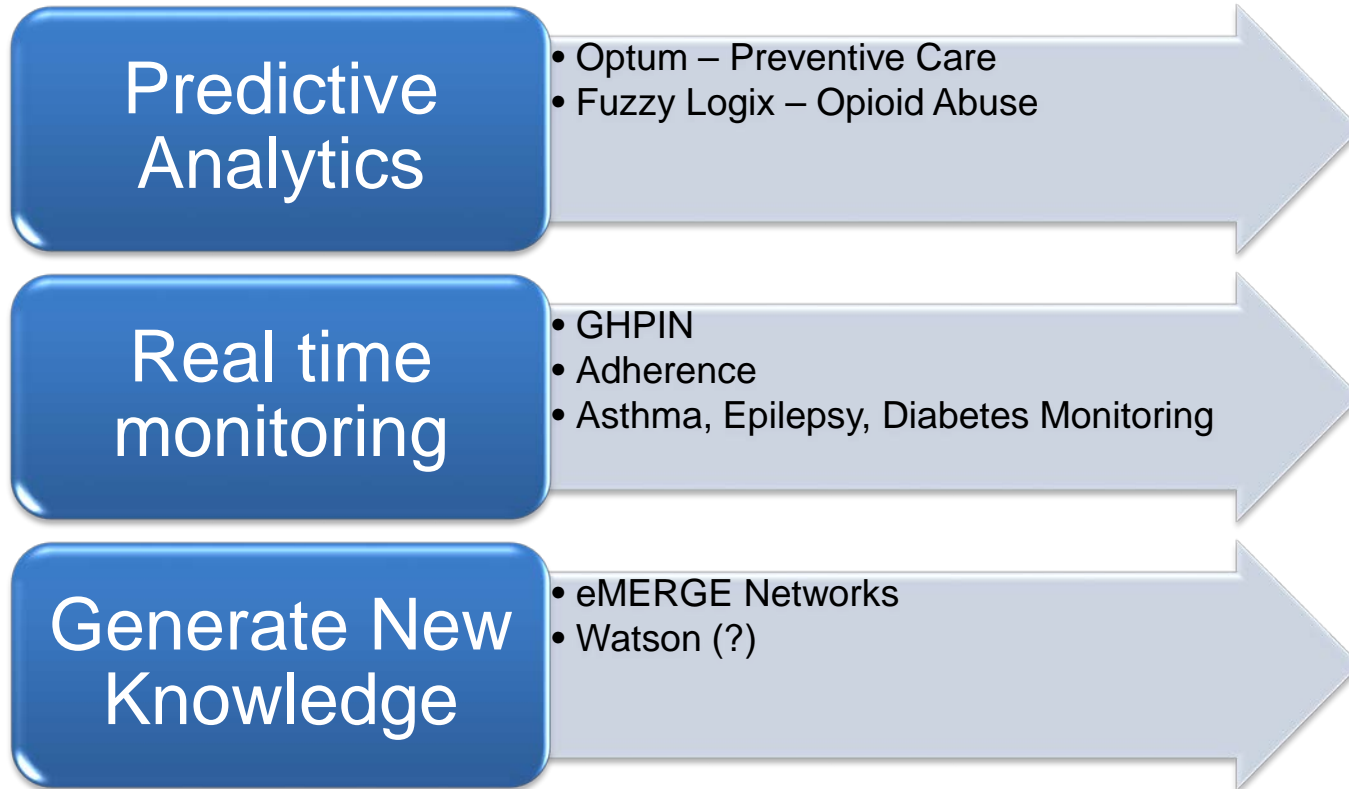 Predictive
Analytics
• Optum – Preventive Care
• Fuzzy Logix – Opioid Abuse
Real time
monitoring
• GHPIN
• Adherence
• Asthma, Epilepsy, Diabetes Monitoring
Generate New
Knowledge
• eMERGE Networks
• Watson (?)